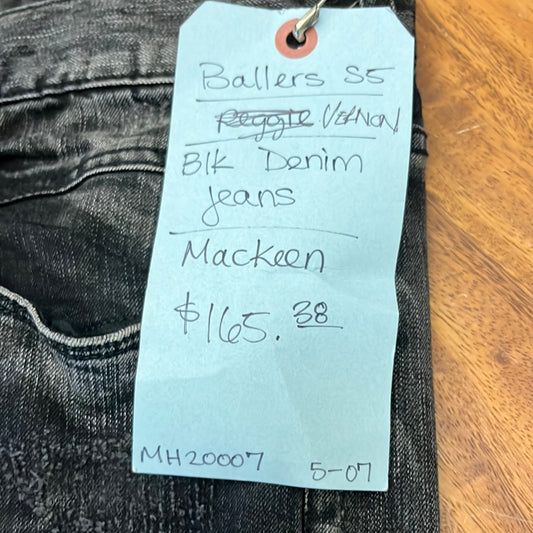 Ballers S5
Reggie VERNON
Blk Denim
Jeans
Mackeen
$165.38
MH20007 5-07